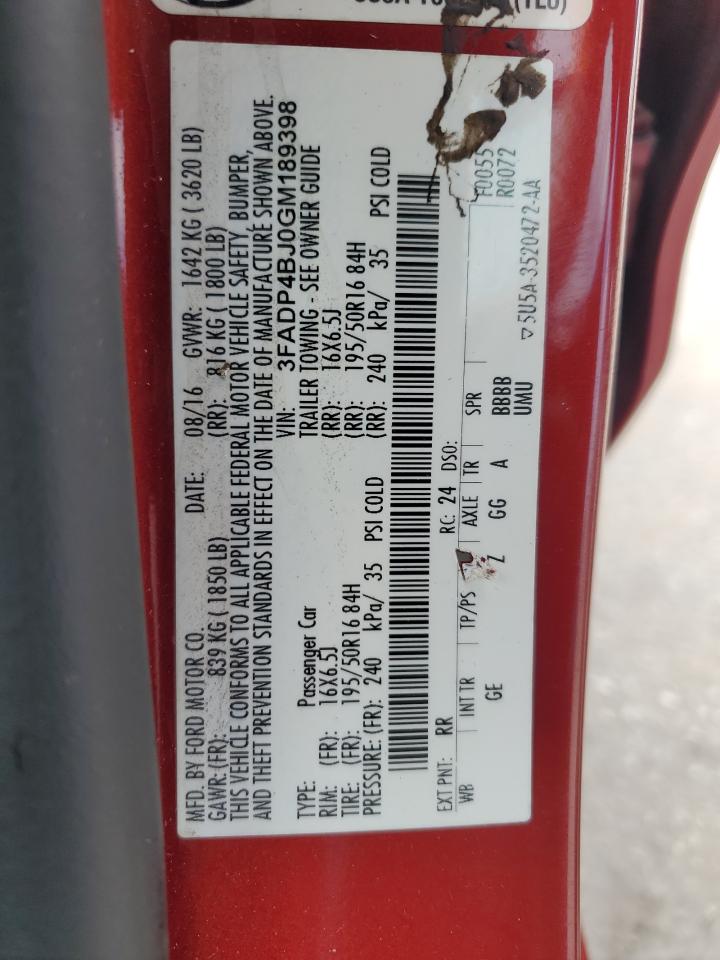 (TL6)
MFD. BY FORD MOTOR CO. DATE: 08/16 GVWR: 1642 KG ( 3620 LB)
GAWR: (FR): 839 KG ( 1850 LB) (RR): 816 KG ( 1800 LB)
THIS VEHICLE CONFORMS TO ALL APPLICABLE FEDERAL MOTOR VEHICLE SAFETY, BUMPER,
AND THEFT PREVENTION STANDARDS IN EFFECT ON THE DATE OF MANUFACTURE SHOWN ABOVE.
VIN: 3FADP4BJ0GM189398
TYPE: Passenger Car TRAILER TOWING - SEE OWNER GUIDE
RIM: (FR): 16X6.5J (RR): 16X6.5J
TIRE: (FR): 195/50R16 84H (RR): 195/50R16 84H
PRESSURE: (FR): 240 kPa/ 35 PSI COLD (RR): 240 kPa/ 35 PSI COLD
EXT PNT: RR RC: 24 DSO: F0055
R0072
WB INT TR TP/PS AXLE TR SPR
GE Z GG A BBBB
UMU ▽5U5A-3520472-AA